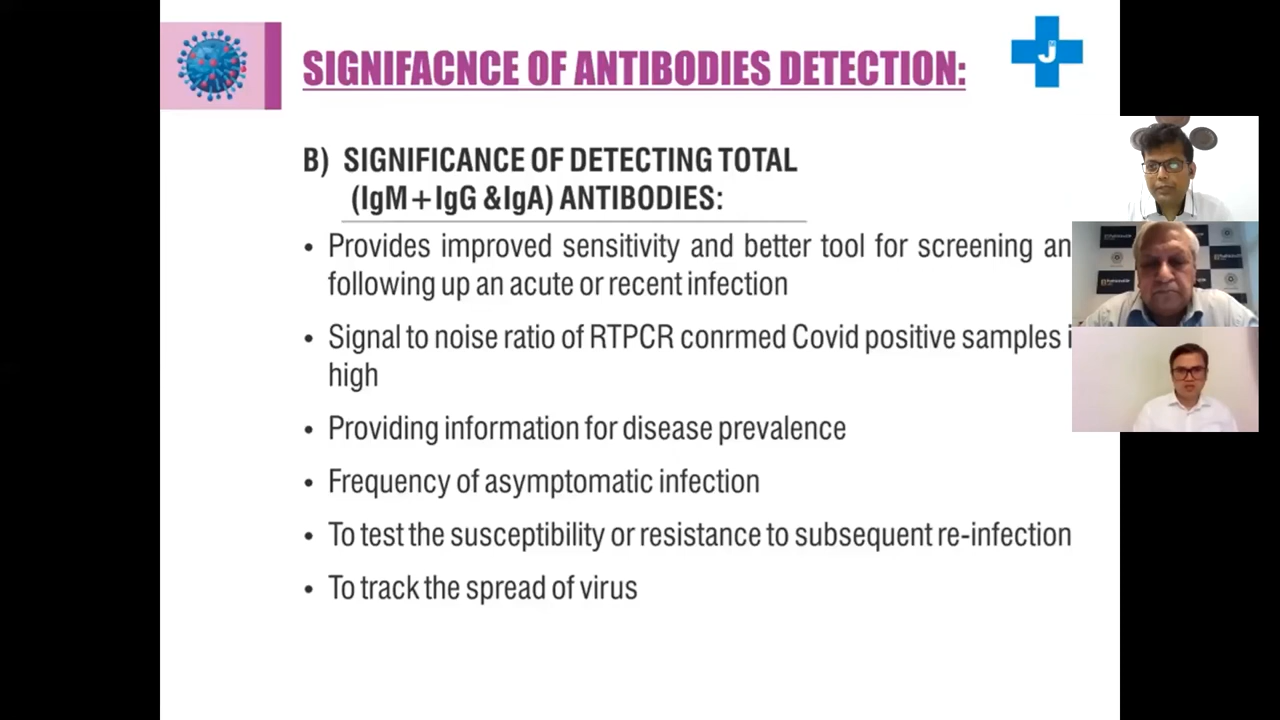 SIGNIFACNCE OF ANTIBODIES DETECTION:
J
B) SIGNIFICANCE OF DETECTING TOTAL
(IgM+IgG &IgA) ANTIBODIES:
• Provides improved sensitivity and better tool for screening an
following up an acute or recent infection
• Signal to noise ratio of RTPCR conrmed Covid positive samples i
high
• Providing information for disease prevalence
• Frequency of asymptomatic infection
• To test the susceptibility or resistance to subsequent re-infection
• To track the spread of virus